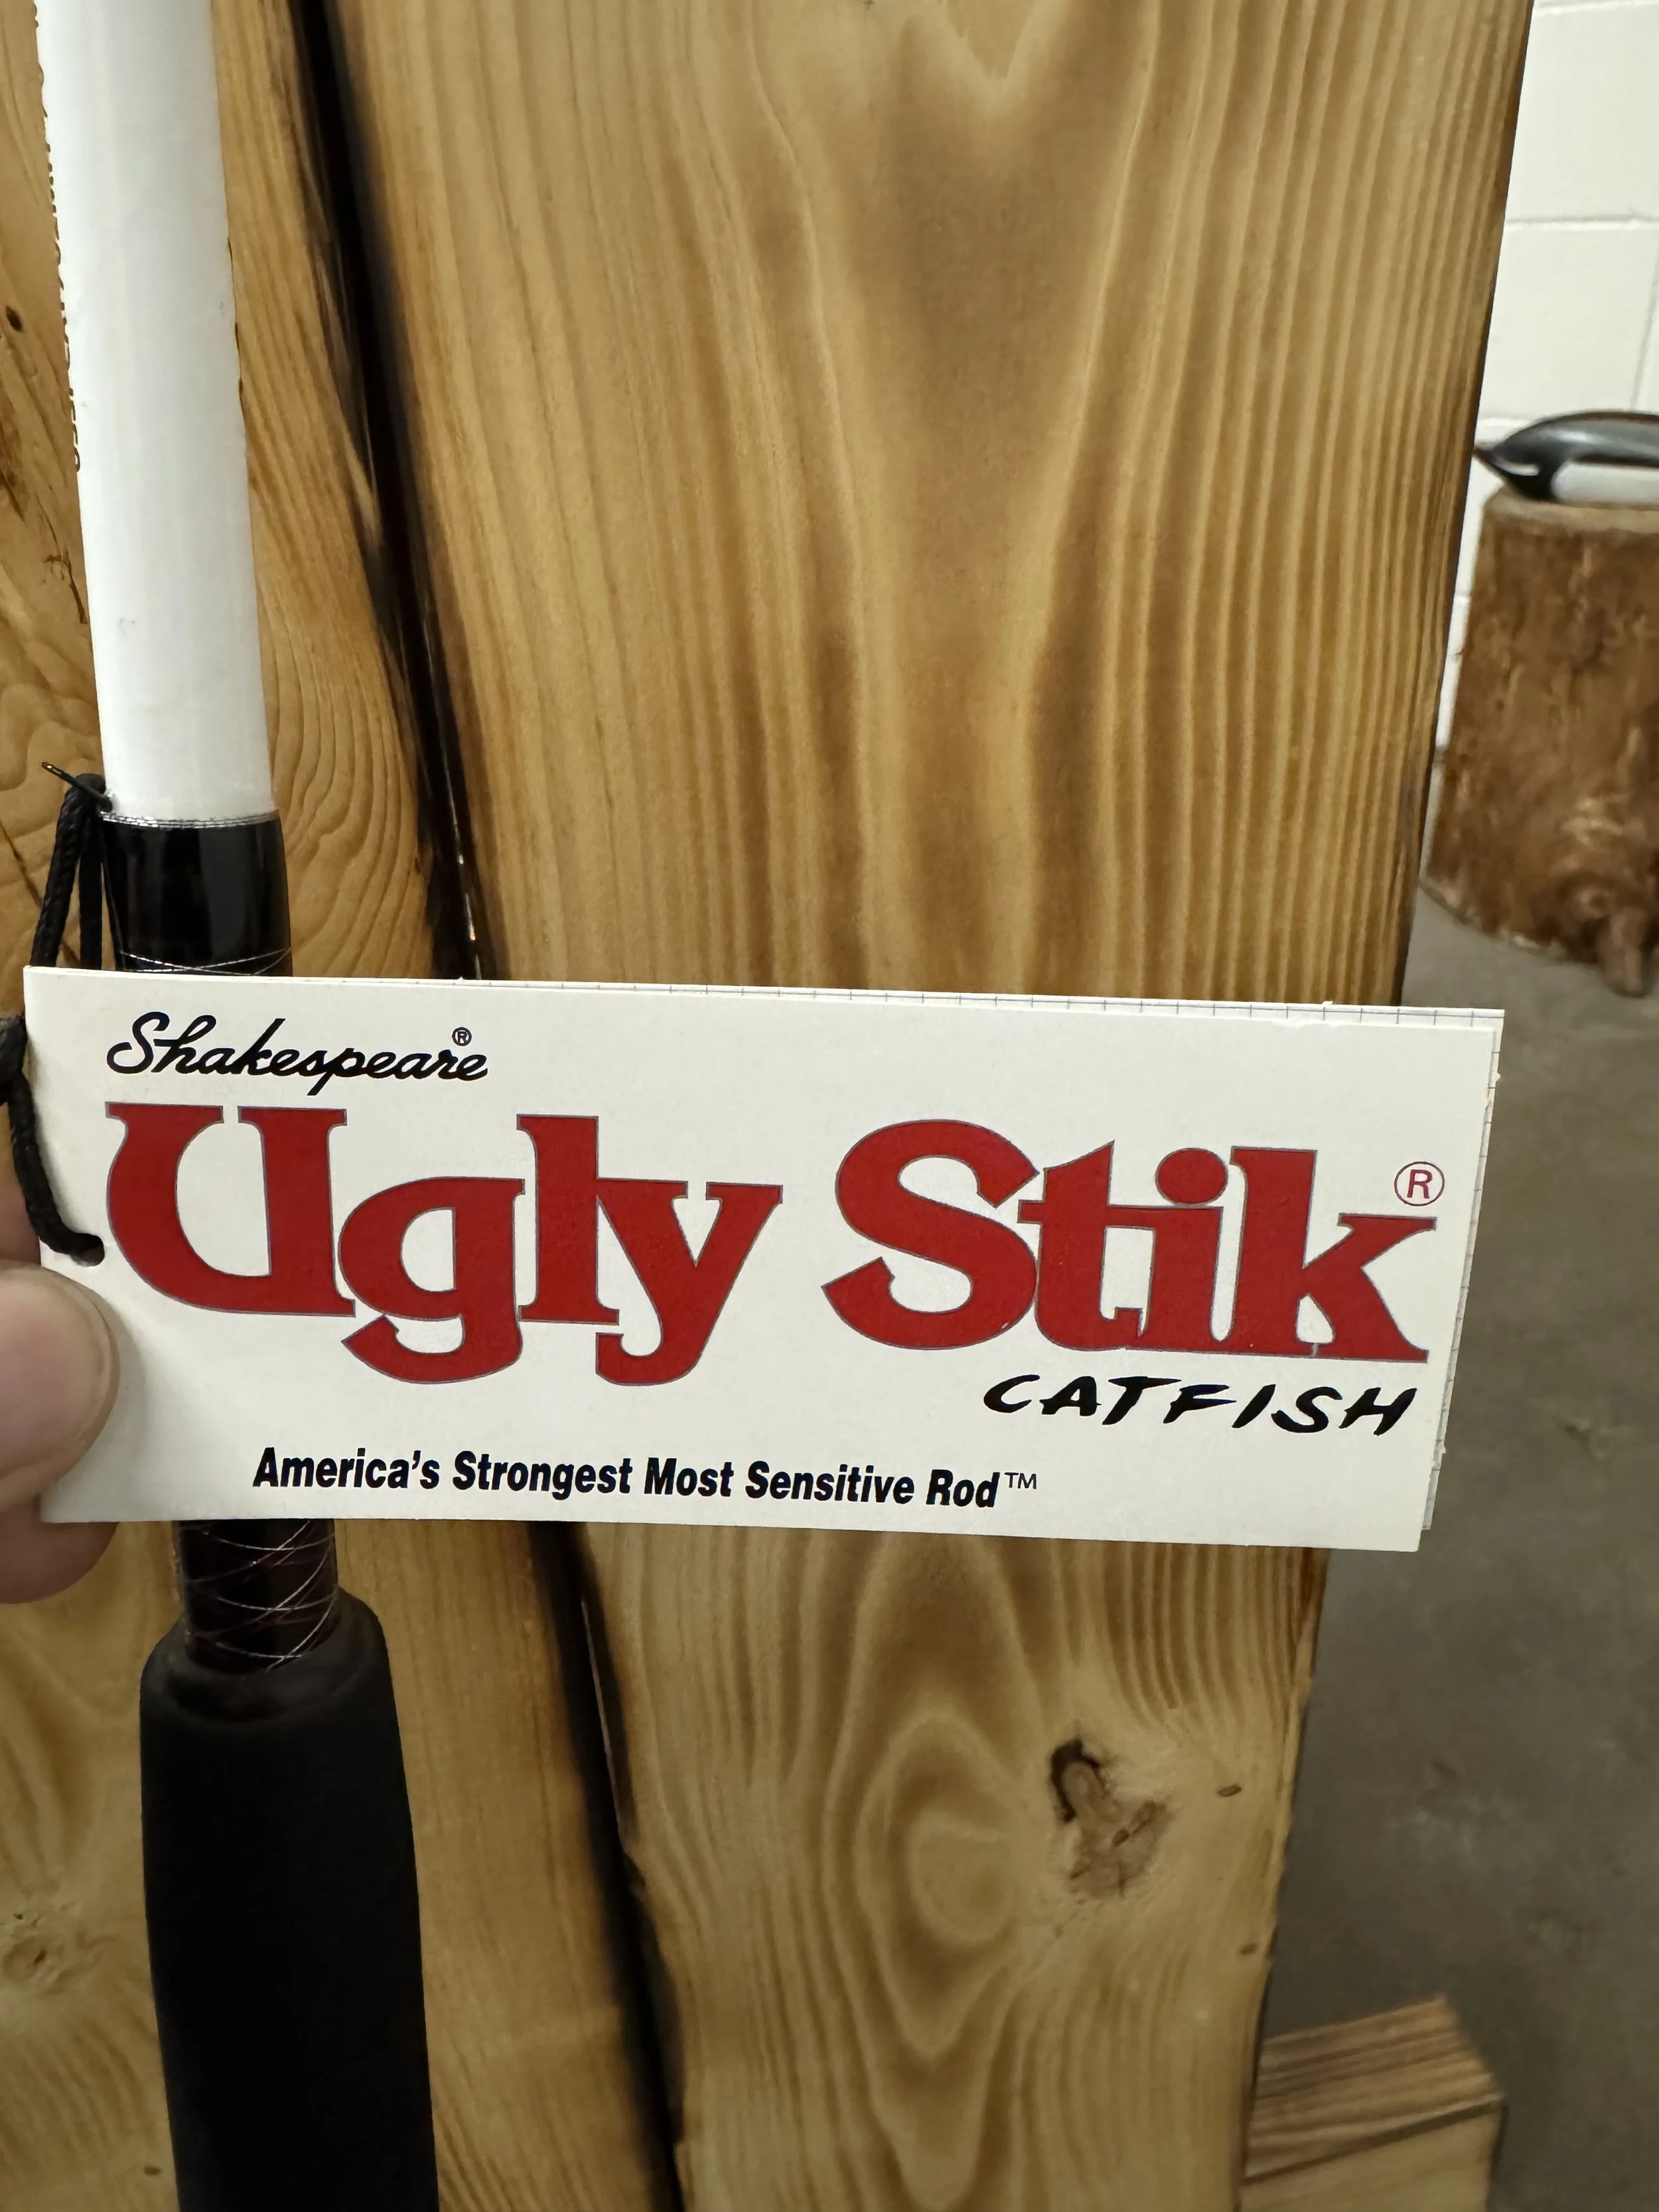 Shakespeare®
Ugly Stik®
CATFISH
America's Strongest Most Sensitive Rod™